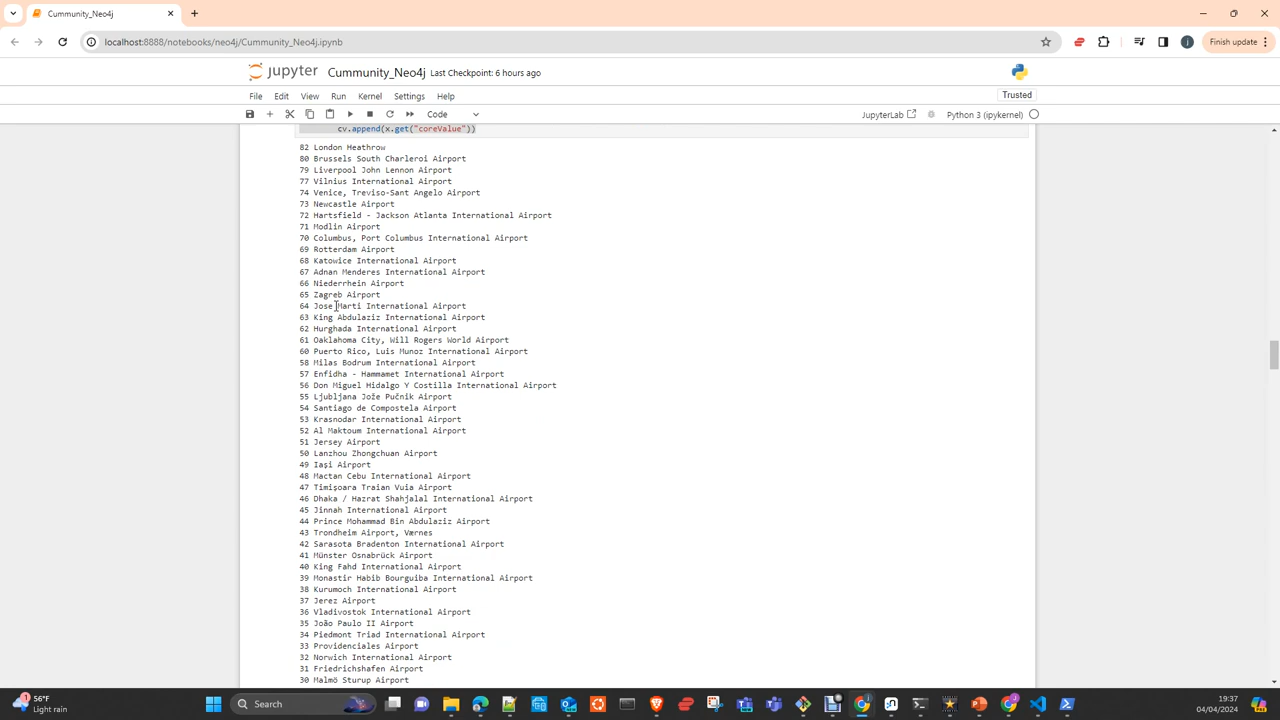 Cummunity_Neo4j
localhost:8888/notebooks/neo4j/Cummunity_Neo4j.ipynb
Finish update
jupyter Cummunity_Neo4j Last Checkpoint: 6 hours ago
File Edit View Run Kernel Settings Help
Trusted
Code
JupyterLab
Python 3 (ipykernel)
cv.append(x.get("coreValue"))
82 London Heathrow
80 Brussels South Charleroi Airport
79 Liverpool John Lennon Airport
77 Vilnius International Airport
74 Venice, Treviso-Sant Angelo Airport
73 Newcastle Airport
72 Hartsfield - Jackson Atlanta International Airport
71 Modlin Airport
70 Columbus, Port Columbus International Airport
69 Rotterdam Airport
68 Katowice International Airport
67 Adnan Menderes International Airport
66 Niederrhein Airport
65 Zagreb Airport
64 Jose Marti International Airport
63 King Abdulaziz International Airport
62 Hurghada International Airport
61 Oaklahoma City, Will Rogers World Airport
60 Puerto Rico, Luis Munoz International Airport
58 Milas Bodrum International Airport
57 Enfidha - Hammamet International Airport
56 Don Miguel Hidalgo Y Costilla International Airport
55 Ljubljana Jože Pučnik Airport
54 Santiago de Compostela Airport
53 Krasnodar International Airport
52 Al Maktoum International Airport
51 Jersey Airport
50 Lanzhou Zhongchuan Airport
49 Iaşi Airport
48 Mactan Cebu International Airport
47 Timişoara Traian Vuia Airport
46 Dhaka / Hazrat Shahjalal International Airport
45 Jinnah International Airport
44 Prince Mohammad Bin Abdulaziz Airport
43 Trondheim Airport, Værnes
42 Sarasota Bradenton International Airport
41 Münster Osnabrück Airport
40 King Fahd International Airport
39 Monastir Habib Bourguiba International Airport
38 Kurumoch International Airport
37 Jerez Airport
36 Vladivostok International Airport
35 João Paulo II Airport
34 Piedmont Triad International Airport
33 Providenciales Airport
32 Norwich International Airport
31 Friedrichshafen Airport
30 Malmö Sturup Airport
56°F
Light rain
Search
19:37
04/04/2024